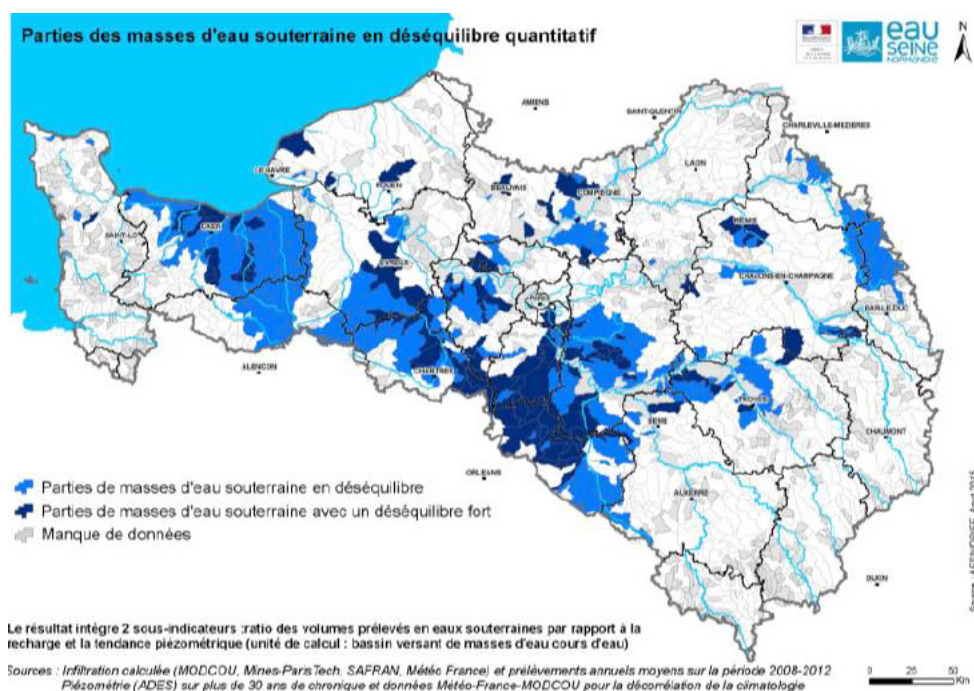 Parties des masses d'eau souterraine en déséquilibre quantitatif
eau
SEINE
NORMANDIE
N
AMIENS
SAINT-QUENTIN
CHARLEVILLE-MEZIERES
LAON
LE HAVRE
ROUEN
BEAUVAIS
COMPIEGNE
SAINT-LO
CAEN
EVREUX
REIMS
CHALONS-EN-CHAMPAGNE
PARIS
BAR-LE-DUC
ALENCON
CHARTRES
TROYES
SENS
CHAUMONT
ORLEANS
AUXERRE
DIJON
Parties de masses d'eau souterraine en déséquilibre
Parties de masses d'eau souterraine avec un déséquilibre fort
Manque de données
Le résultat intègre 2 sous-indicateurs :ratio des volumes prélevés en eaux souterraines par rapport à la
recharge et la tendance piézométrique (unité de calcul : bassin versant de masses d'eau cours d'eau)
Sources : Infiltration calculée (MODCOU, Mines-ParisTech, SAFRAN, Météo France) et prélèvements annuels moyens sur la période 2008-2012
Piézométrie (ADES) sur plus de 30 ans de chronique et données Météo-France-MODCOU pour la décorrélation de la climatologie
0 50
Km